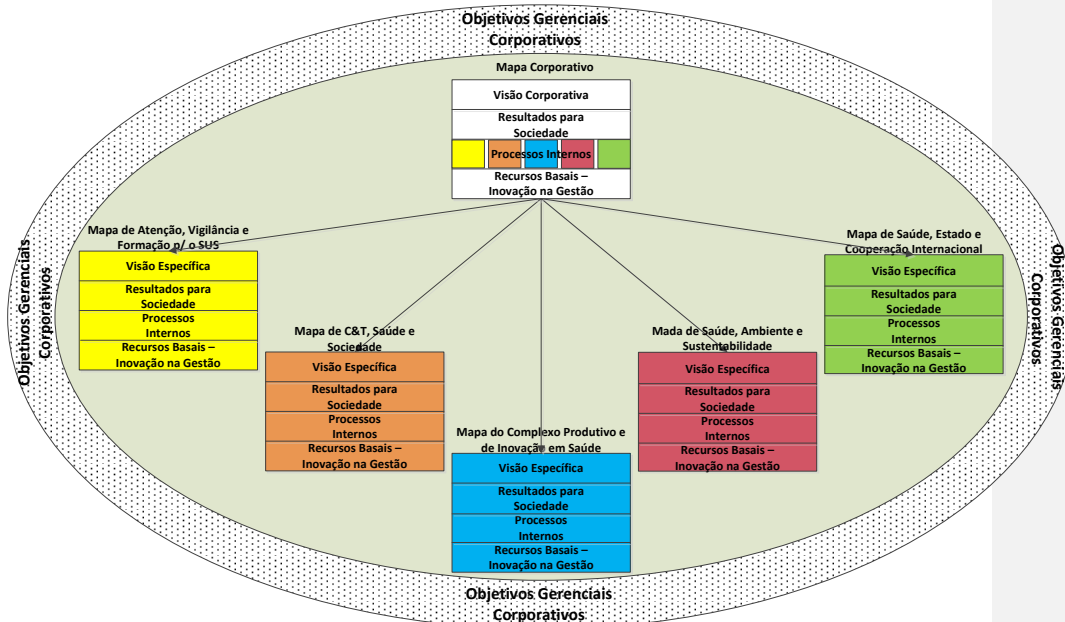 Objetivos Gerenciais
Corporativos
Mapa Corporativo
Visão Corporativa
Resultados para
Sociedade
Processos Internos
Recursos Basais –
Inovação na Gestão
Objetivos Gerenciais
Corporativos
Mapa de Atenção, Vigilância e
Formação p/ o SUS
Visão Específica
Resultados para
Sociedade
Processos
Internos
Recursos Basais –
Inovação na Gestão
Mapa de C&T, Saúde e
Sociedade
Visão Específica
Resultados para
Sociedade
Processos
Internos
Recursos Basais –
Inovação na Gestão
Mapa do Complexo Produtivo e
de Inovação em Saúde
Visão Específica
Resultados para
Sociedade
Processos
Internos
Recursos Basais –
Inovação na Gestão
Mada de Saúde, Ambiente e
Sustentabilidade
Visão Específica
Resultados para
Sociedade
Processos
Internos
Recursos Basais –
Inovação na Gestão
Mapa de Saúde, Estado e
Cooperação Internacional
Visão Específica
Resultados para
Sociedade
Processos
Internos
Recursos Basais –
Inovação na Gestão
Objetivos Gerenciais
Corporativos
Objetivos Gerenciais
Corporativos